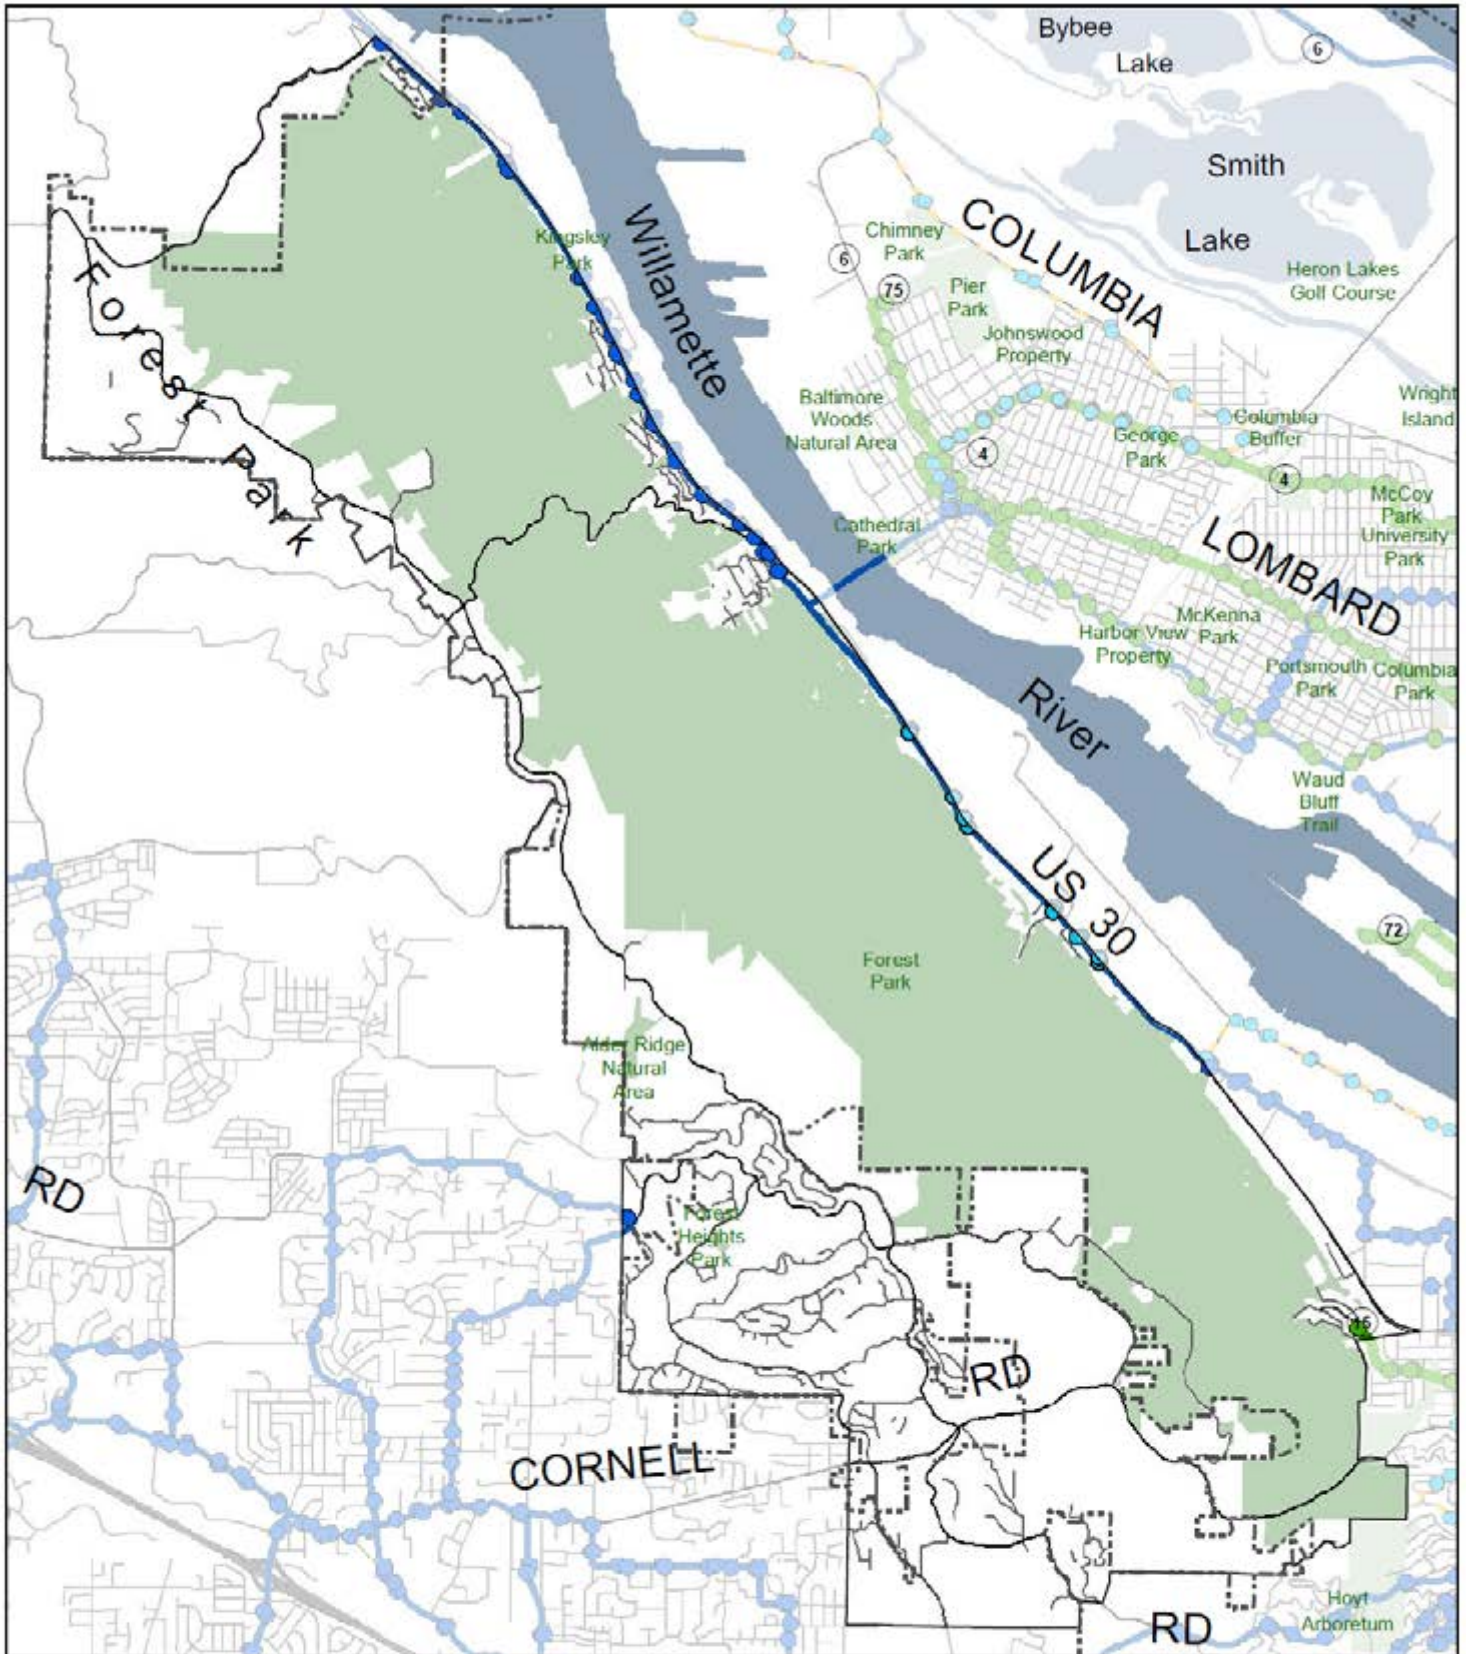 Bybee
Lake
6
Smith
Lake
Willamette
COLUMBIA
Chimney
Park
6
75
Pier
Park
Heron Lakes
Golf Course
Kingsley
Park
Johnswood
Property
Forest
Park
Baltimore
Woods
Natural Area
Wright
Island
Columbia
Buffer
George
Park
4
4
McCoy
Park
University
Park
Cathedral
Park
LOMBARD
McKenna
Park
Harbor View
Property
Portsmouth
Park
Columbia
Park
River
Waud
Bluff
Trail
US 30
72
Forest
Park
Alder Ridge
Natural
Area
RD
Forest
Heights
Park
RD
CORNELL
Hoyt
Arboretum
RD